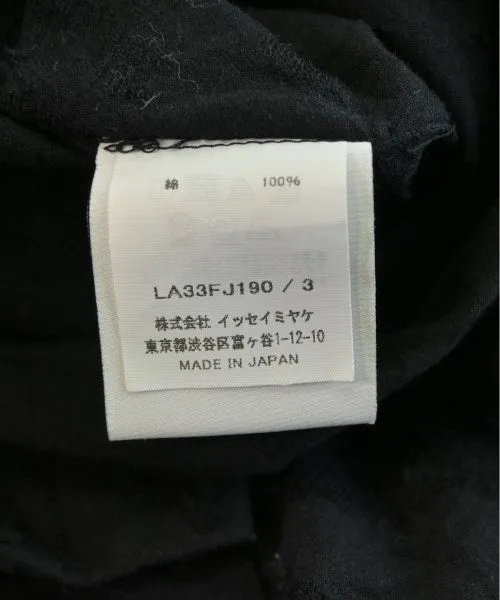 綿 100%
LA33FJ190 / 3
株式会社 イッセイミヤケ
東京都渋谷区富ヶ谷1-12-10
MADE IN JAPAN